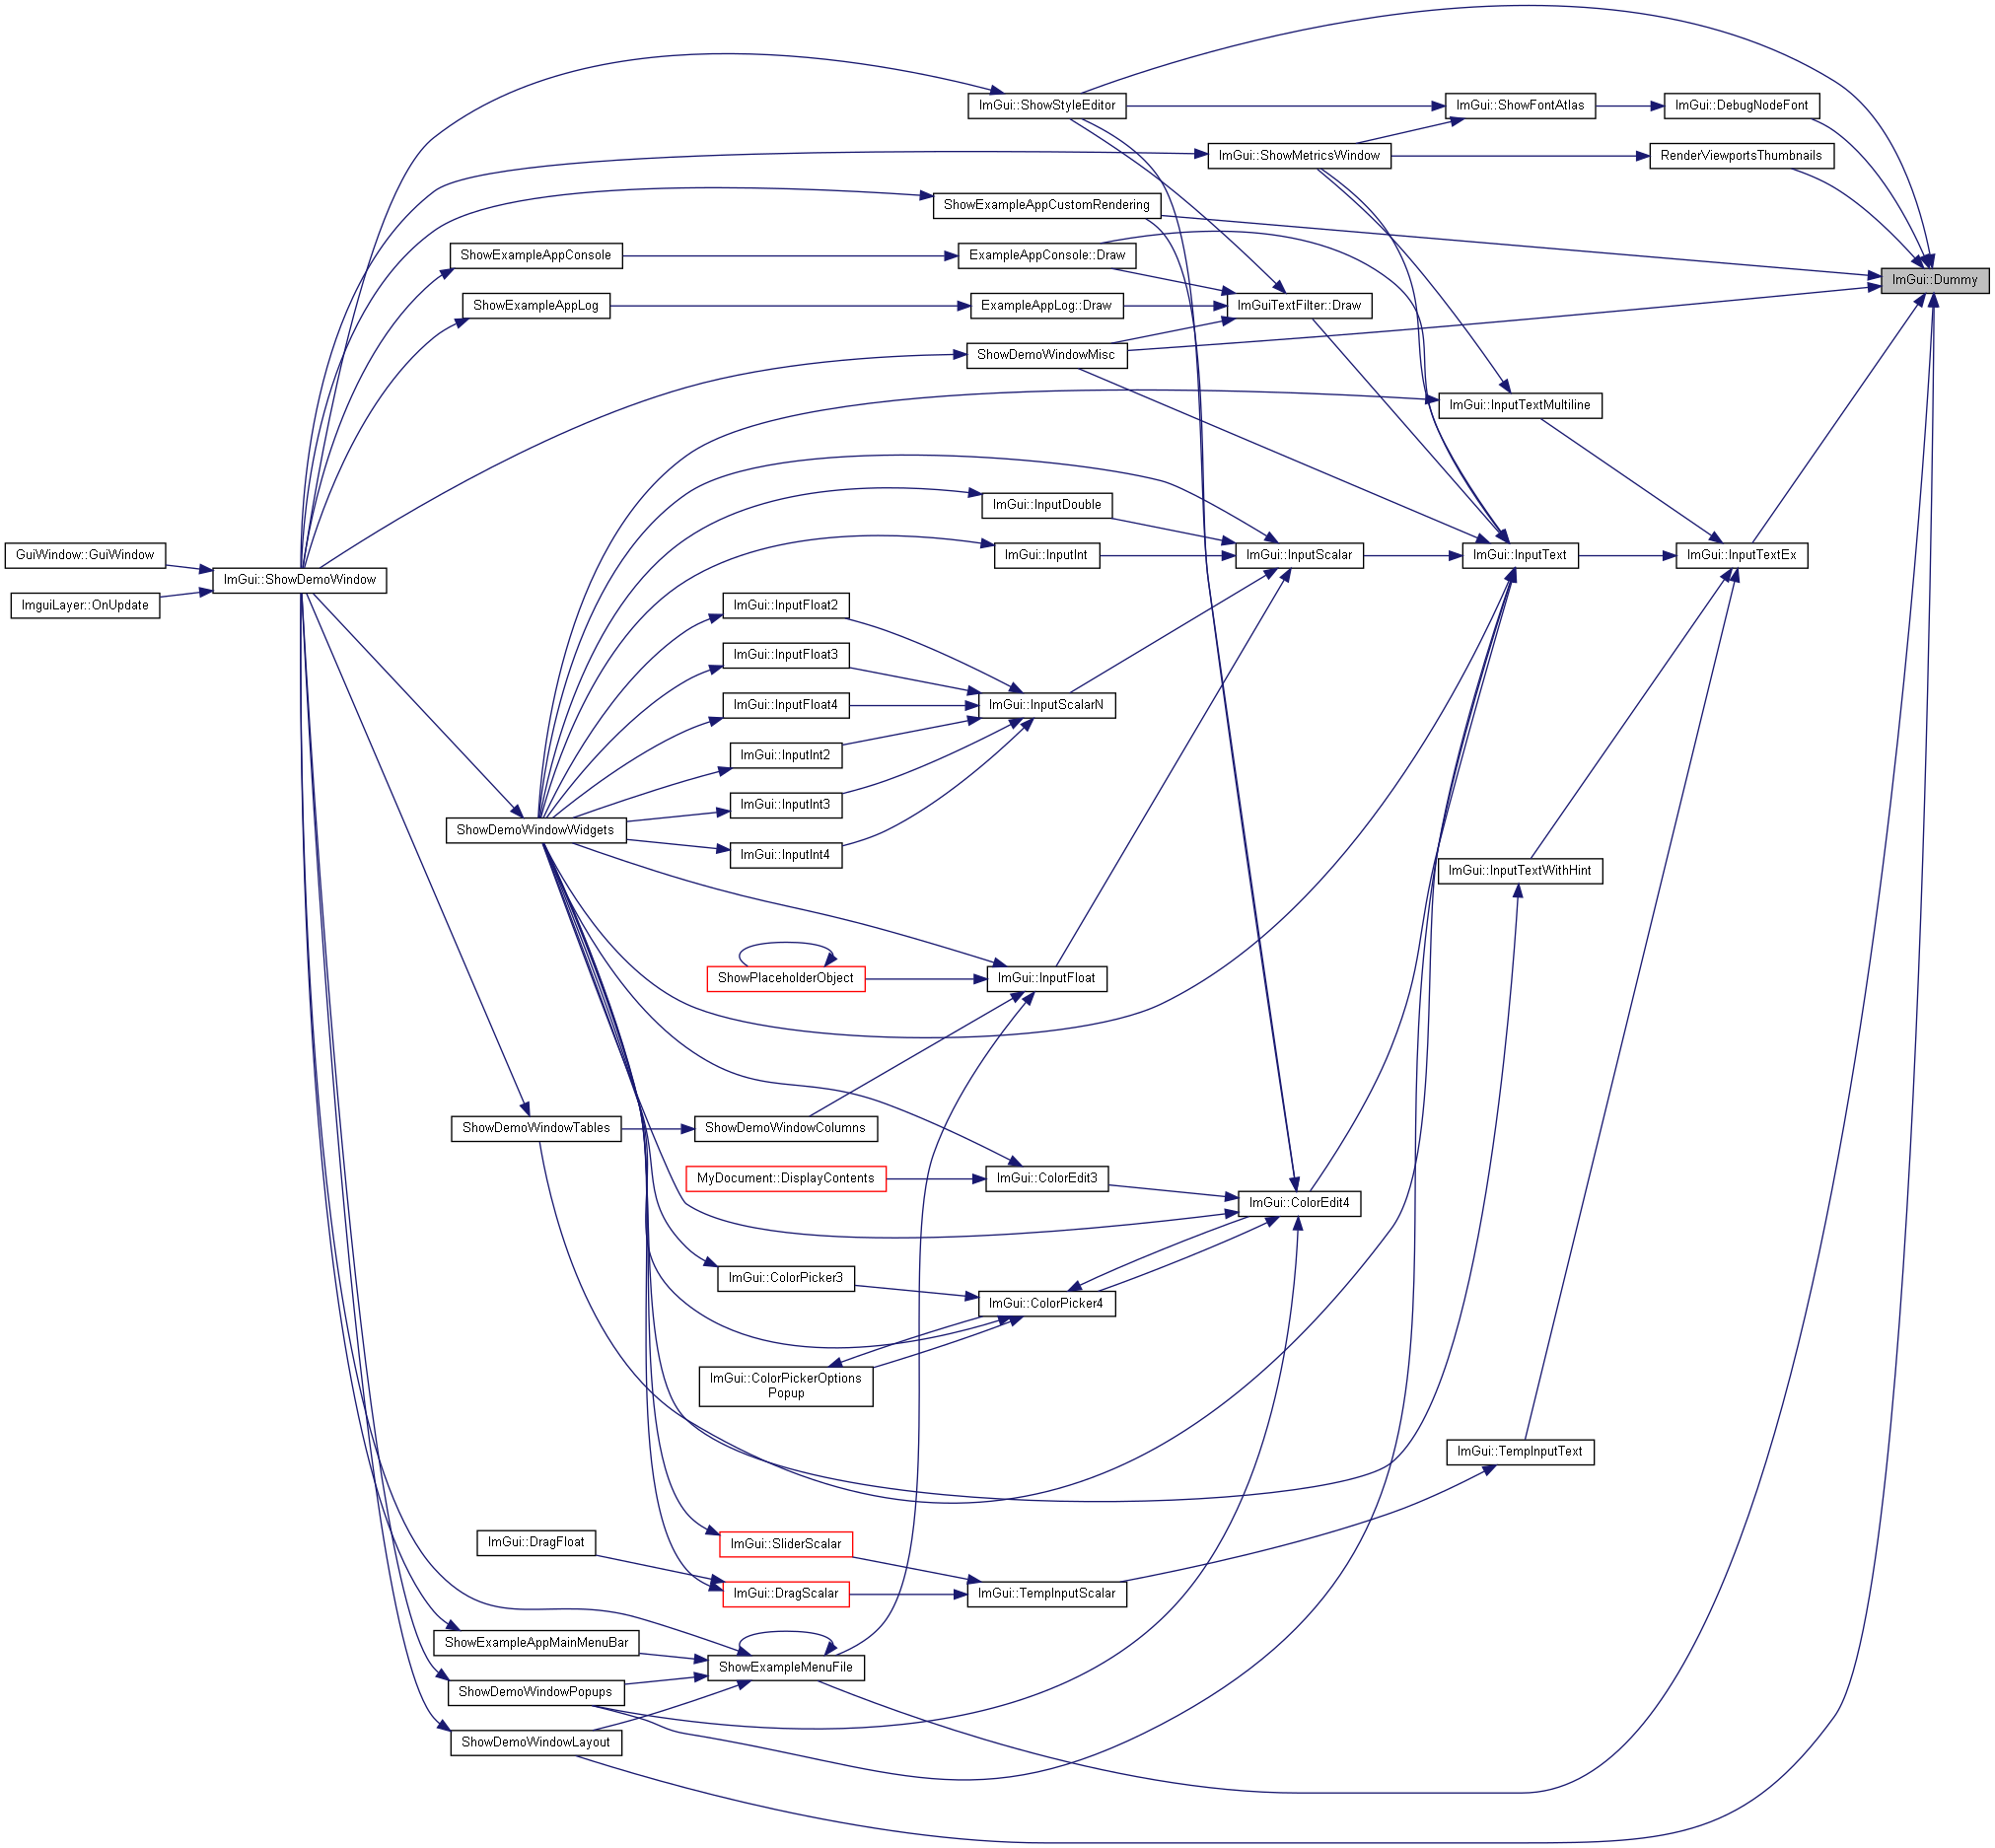 ImGui::ShowStyleEditor
ImGui::ShowFontAtlas
ImGui::DebugNodeFont
ImGui::ShowMetricsWindow
RenderViewportsThumbnails
ShowExampleAppCustomRendering
ShowExampleAppConsole
ExampleAppConsole::Draw
ImGui::Dummy
ShowExampleAppLog
ExampleAppLog::Draw
ImGuiTextFilter::Draw
ShowDemoWindowMisc
ImGui::InputTextMultiline
ImGui::InputDouble
GuiWindow::GuiWindow
ImGui::InputInt
ImGui::InputScalar
ImGui::InputText
ImGui::InputTextEx
ImGui::ShowDemoWindow
ImguiLayer::OnUpdate
ImGui::InputFloat2
ImGui::InputFloat3
ImGui::InputFloat4
ImGui::InputScalarN
ImGui::InputInt2
ImGui::InputInt3
ShowDemoWindowWidgets
ImGui::InputInt4
ImGui::InputTextWithHint
ShowPlaceholderObject
ImGui::InputFloat
ShowDemoWindowTables
ShowDemoWindowColumns
MyDocument::DisplayContents
ImGui::ColorEdit3
ImGui::ColorEdit4
ImGui::ColorPicker3
ImGui::ColorPicker4
ImGui::ColorPickerOptions
Popup
ImGui::TempInputText
ImGui::DragFloat
ImGui::SliderScalar
ImGui::DragScalar
ImGui::TempInputScalar
ShowExampleAppMainMenuBar
ShowExampleMenuFile
ShowDemoWindowPopups
ShowDemoWindowLayout